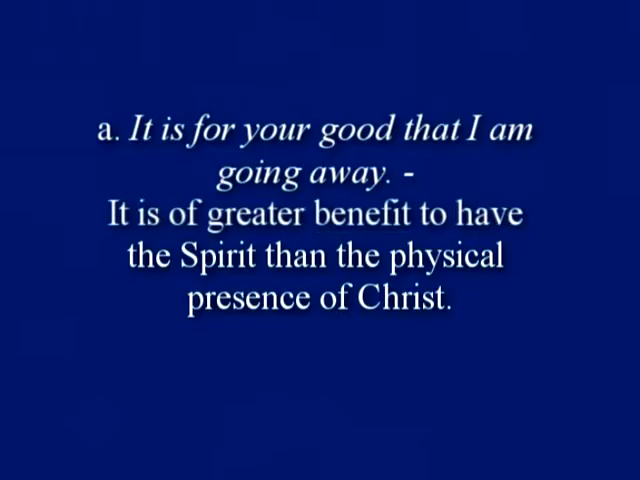 a. It is for your good that I am
going away. -
It is of greater benefit to have
the Spirit than the physical
presence of Christ.